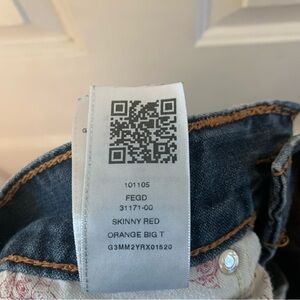 101105
FEGD
31171-00
SKINNY RED
ORANGE BIG T
G3MM2YRX01520